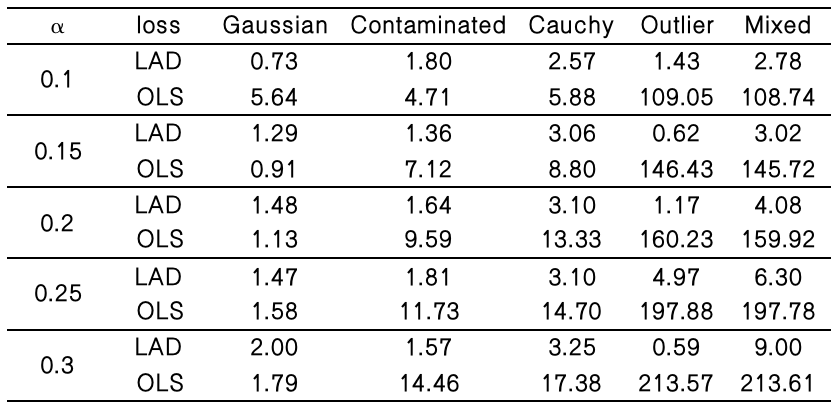 α loss Gaussian Contaminated Cauchy Outlier Mixed
0.1 LAD 0.73 1.80 2.57 1.43 2.78
OLS 5.64 4.71 5.88 109.05 108.74
0.15 LAD 1.29 1.36 3.06 0.62 3.02
OLS 0.91 7.12 8.80 146.43 145.72
0.2 LAD 1.48 1.64 3.10 1.17 4.08
OLS 1.13 9.59 13.33 160.23 159.92
0.25 LAD 1.47 1.81 3.10 4.97 6.30
OLS 1.58 11.73 14.70 197.88 197.78
0.3 LAD 2.00 1.57 3.25 0.59 9.00
OLS 1.79 14.46 17.38 213.57 213.61